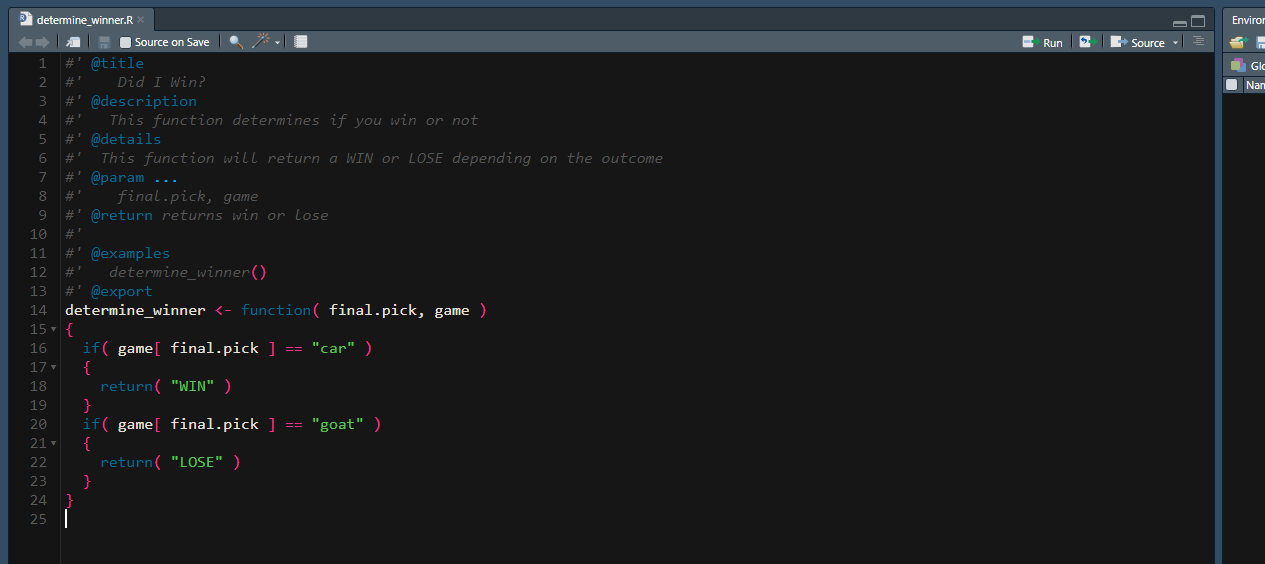 determine_winner.R
Environ
Source on Save
Run
Source
Glo
Nam
1 #' @title
2 #'    Did I Win?
3 #' @description
4 #'   This function determines if you win or not
5 #' @details
6 #'  This function will return a WIN or LOSE depending on the outcome
7 #' @param ...
8 #'    final.pick, game
9 #' @return returns win or lose
10 #'
11 #' @examples
12 #'   determine_winner()
13 #' @export
14 determine_winner <- function( final.pick, game )
15 {
16   if( game[ final.pick ] == "car" )
17   {
18     return( "WIN" )
19   }
20   if( game[ final.pick ] == "goat" )
21   {
22     return( "LOSE" )
23   }
24 }
25